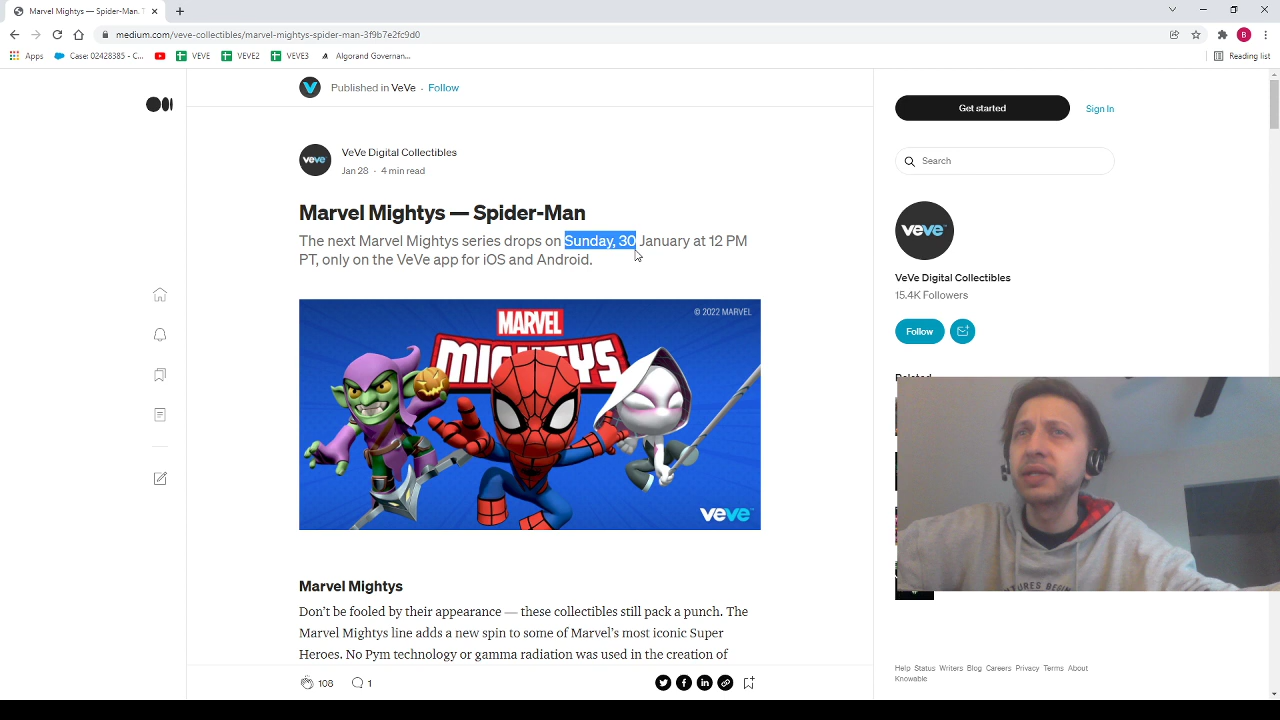 Marvel Mightys — Spider-Man. T
medium.com/veve-collectibles/marvel-mightys-spider-man-3f9b7e2fc9d0
B
Apps
Case: 02428385 - C...
VEVE
VEVE2
VEVE3
Algorand Governan...
Reading list
Published in VeVe · Follow
Get started
Sign In
veve
VeVe Digital Collectibles
Jan 28 · 4 min read
Search
Marvel Mightys — Spider-Man
The next Marvel Mightys series drops on Sunday, 30 January at 12 PM
PT, only on the VeVe app for iOS and Android.
veve
VeVe Digital Collectibles
15.4K Followers
Follow
© 2022 MARVEL
MARVEL
MIGHTYS
veve
Marvel Mightys
Don't be fooled by their appearance — these collectibles still pack a punch. The
Marvel Mightys line adds a new spin to some of Marvel's most iconic Super
Heroes. No Pym technology or gamma radiation was used in the creation of
108
1
Help Status Writers Blog Careers Privacy Terms About
Knowable